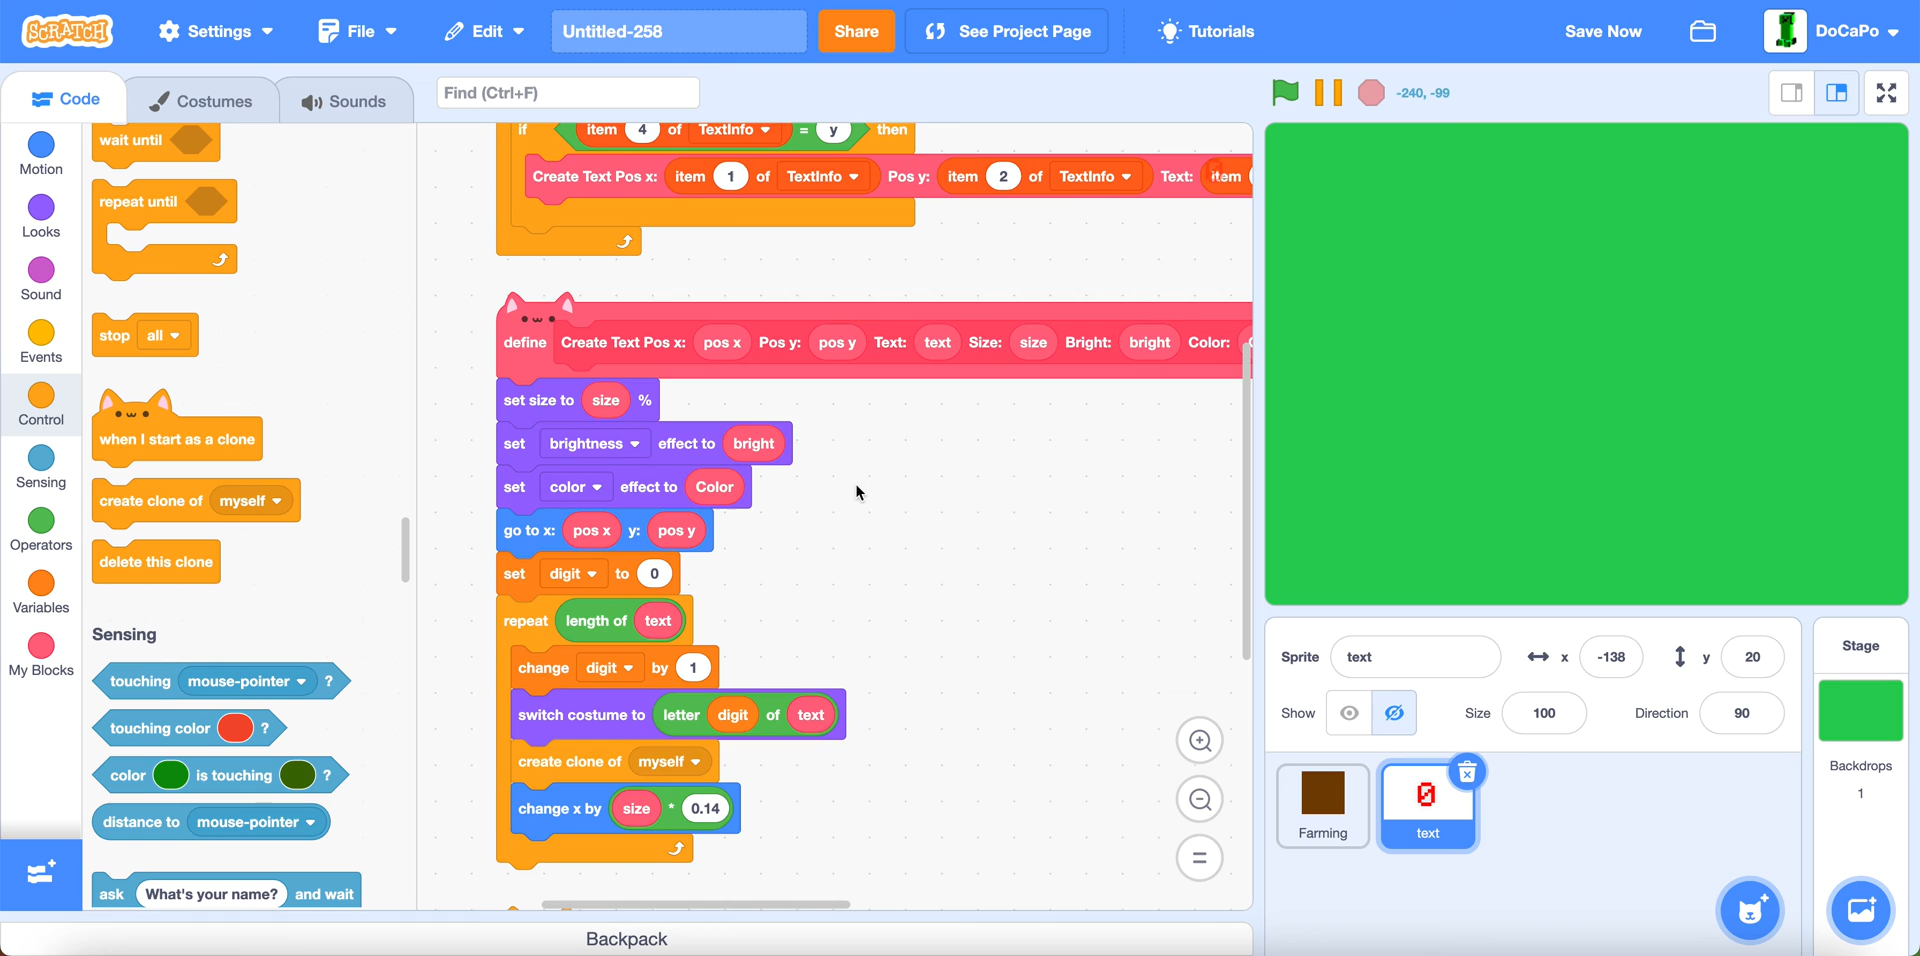 SCRATCH Settings File Edit Untitled-258 Share See Project Page Tutorials Save Now DoCaPo
Code Costumes Sounds Find (Ctrl+F) -240, -99
Motion
Looks
Sound
Events
Control
Sensing
Operators
Variables
My Blocks
wait until
repeat until
stop all
when I start as a clone
create clone of myself
delete this clone
Sensing
touching mouse-pointer ?
touching color ?
color is touching ?
distance to mouse-pointer
ask What's your name? and wait
if item 4 of TextInfo = y then
Create Text Pos x: item 1 of TextInfo Pos y: item 2 of TextInfo Text: item
define Create Text Pos x: pos x Pos y: pos y Text: text Size: size Bright: bright Color:
set size to size %
set brightness effect to bright
set color effect to Color
go to x: pos x y: pos y
set digit to 0
repeat length of text
change digit by 1
switch costume to letter digit of text
create clone of myself
change x by size * 0.14
Backpack
Sprite text x -138 y 20
Show Size 100 Direction 90
Farming
0
text
Stage
Backdrops
1